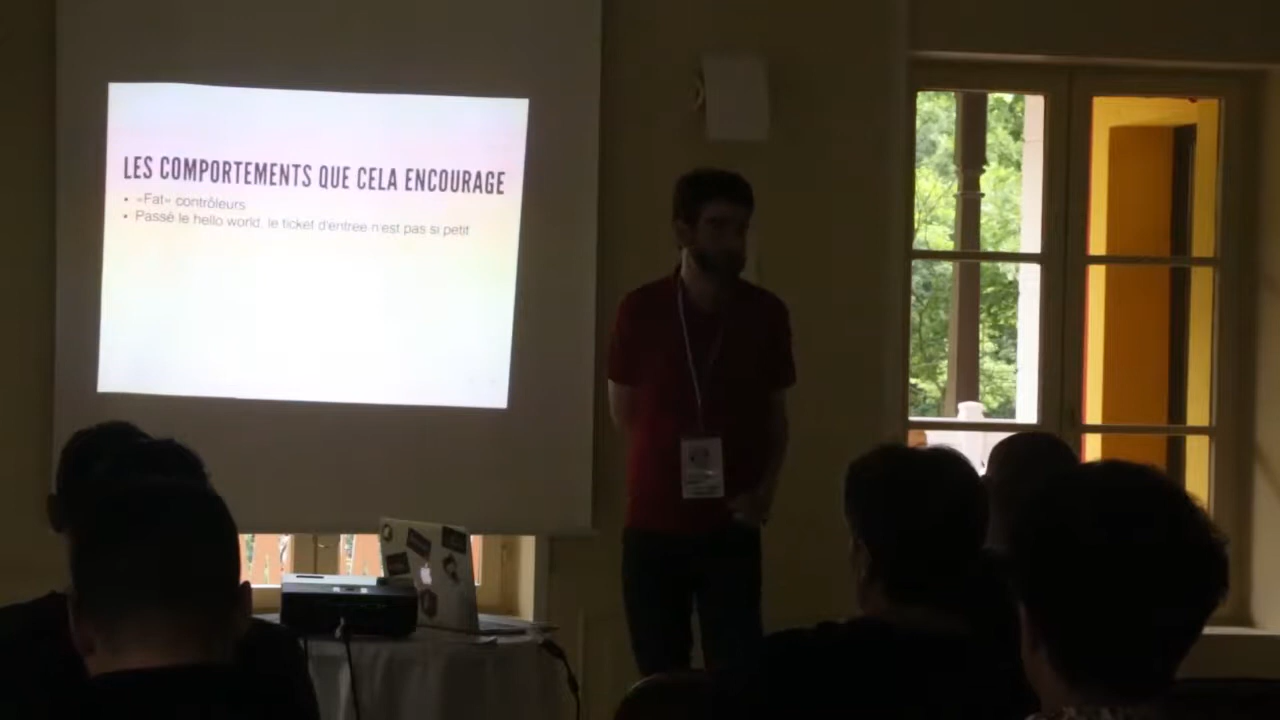 LES COMPORTEMENTS QUE CELA ENCOURAGE
• «Fat» contrôleurs
• Passé le hello world, le ticket d'entrée n'est pas si petit